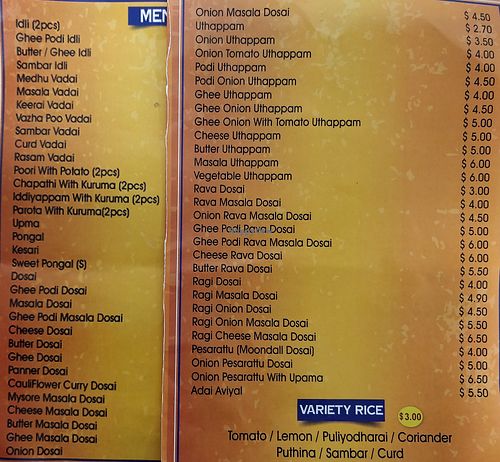 MEN
Idli (2pcs)
Ghee Podi Idli
Butter / Ghee Idli
Sambar Idli
Medhu Vadai
Masala Vadai
Keerai Vadai
Vazha Poo Vadai
Sambar Vadai
Curd Vadai
Rasam Vadai
Poori With Potato (2pcs)
Chapathi With Kuruma (2pcs)
Iddiyappam With Kuruma (2pcs)
Parota With Kuruma(2pcs)
Upma
Pongal
Kesari
Sweet Pongal (S)
Dosai
Ghee Podi Dosai
Masala Dosai
Ghee Podi Masala Dosai
Cheese Dosai
Butter Dosai
Ghee Dosai
Panner Dosai
CauliFlower Curry Dosai
Mysore Masala Dosai
Cheese Masala Dosai
Butter Masala Dosai
Ghee Masala Dosai
Onion Dosai
Onion Masala Dosai $ 4.50
Uthappam $ 2.70
Onion Uthappam $ 3.50
Onion Tomato Uthappam $ 4.00
Podi Uthappam $ 4.00
Podi Onion Uthappam $ 4.50
Ghee Uthappam $ 4.00
Ghee Onion Uthappam $ 4.50
Ghee Onion With Tomato Uthappam $ 5.00
Cheese Uthappam $ 5.00
Butter Uthappam $ 5.00
Masala Uthappam $ 6.00
Vegetable Uthappam $ 6.00
Rava Dosai $ 3.00
Rava Masala Dosai $ 4.00
Onion Rava Masala Dosai $ 4.50
Ghee Podi Rava Dosai $ 5.00
Ghee Podi Rava Masala Dosai $ 6.00
Cheese Rava Dosai $ 6.00
Butter Rava Dosai $ 5.50
Ragi Dosai $ 4.00
Ragi Masala Dosai $ 4.90
Ragi Onion Dosai $ 4.50
Ragi Onion Masala Dosai $ 5.50
Ragi Cheese Masala Dosai $ 6.50
Pesarattu (Moondall Dosai) $ 4.00
Onion Pesarattu Dosai $ 5.00
Onion Pesarattu With Upama $ 6.50
Adai Aviyal $ 5.50
VARIETY RICE $3.00
Tomato / Lemon / Puliyodharai / Coriander
Puthina / Sambar / Curd